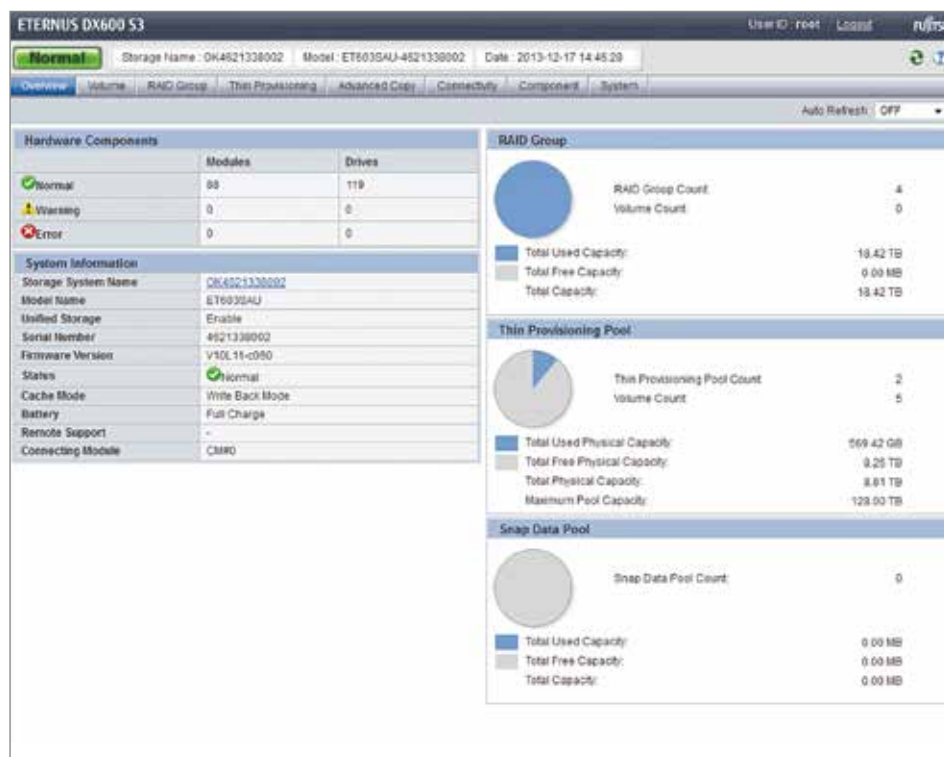 ETERNUS DX600 S3
User ID : root Logout
Normal
Storage Name : OK4621338002 Model : ET603SAU-4621338002 Date : 2013-12-17 14:45:29
Overview Volume RAID Group Thin Provisioning Advanced Copy Connectivity Component System
Auto Refresh : OFF
Hardware Components
Modules Drives
Normal 88 119
Warning 0 0
Error 0 0
System Information
Storage System Name OK4621338002
Model Name ET603SAU
Unified Storage Enable
Serial Number 4621338002
Firmware Version
Status Normal
Cache Mode Write Back Mode
Battery Full Charge
Remote Support -
Connecting Module CM#0
RAID Group
RAID Group Count: 4
Volume Count: 0
Total Used Capacity: 18.42 TB
Total Free Capacity: 0.00 MB
Total Capacity: 18.42 TB
Thin Provisioning Pool
Thin Provisioning Pool Count: 2
Volume Count: 5
Total Used Physical Capacity: 569.42 GB
Total Free Physical Capacity:
Total Physical Capacity:
Maximum Pool Capacity: 128.00 TB
Snap Data Pool
Snap Data Pool Count: 0
Total Used Capacity: 0.00 MB
Total Free Capacity: 0.00 MB
Total Capacity: 0.00 MB